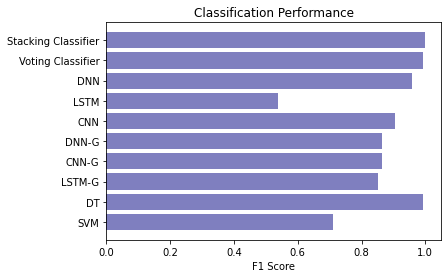 Classification Performance
Stacking Classifier
Voting Classifier
DNN
LSTM
CNN
DNN-G
CNN-G
LSTM-G
DT
SVM
0.0 0.2 0.4 0.6 0.8 1.0
F1 Score